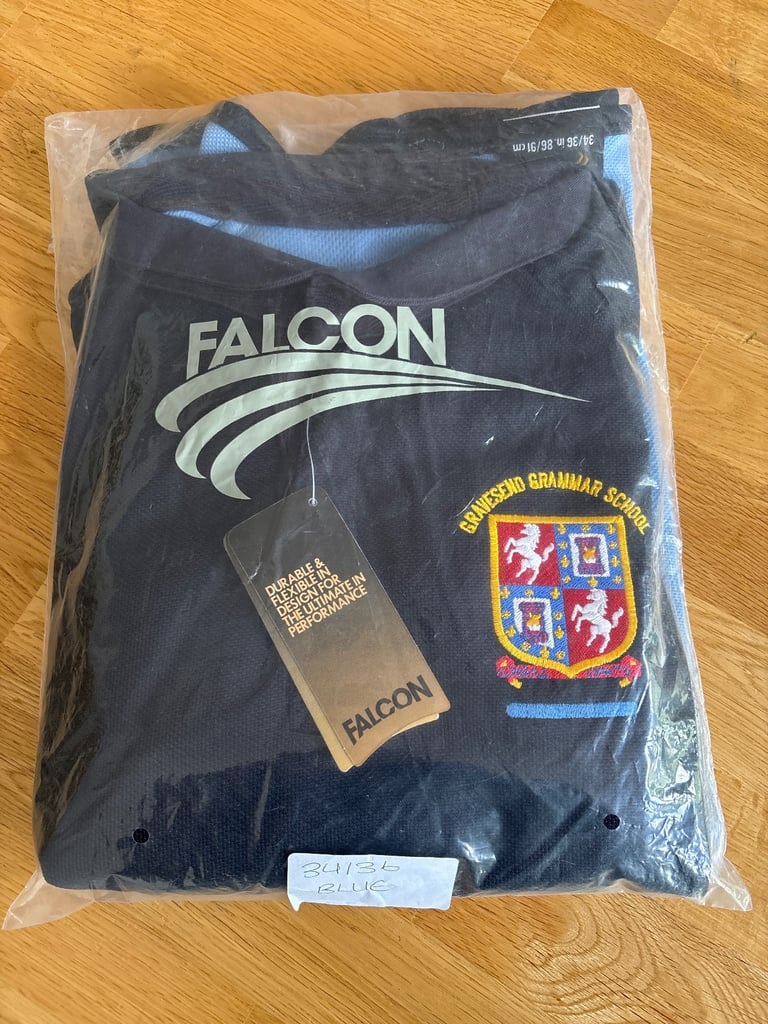 34/36 in, 86/91 cm
FALCON
GRAVESEND GRAMMAR SCHOOL
DURABLE &
FLEXIBLE IN
DESIGN FOR
THE ULTIMATE IN
PERFORMANCE
FALCON
34/36
BLUE